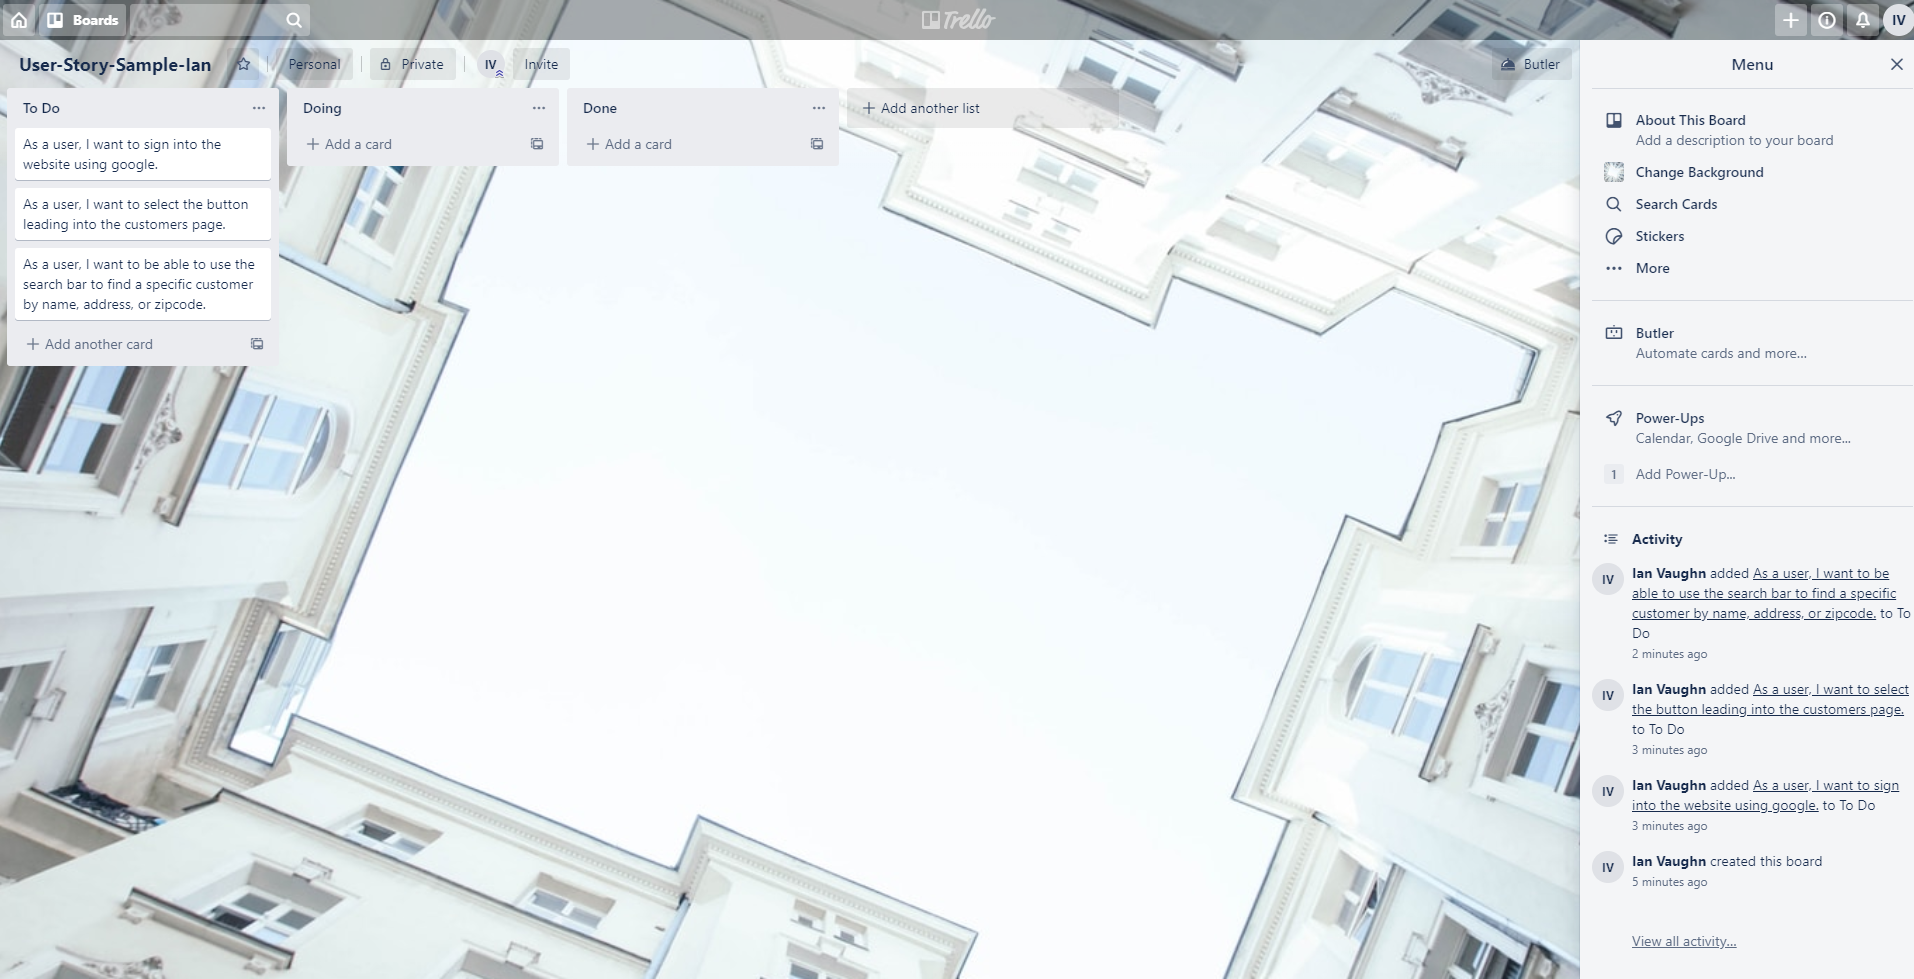 Boards
Trello
IV
User-Story-Sample-Ian
Personal
Private
IV
Invite
Butler
To Do
As a user, I want to sign into the
website using google.
As a user, I want to select the button
leading into the customers page.
As a user, I want to be able to use the
search bar to find a specific customer
by name, address, or zipcode.
Add another card
Doing
Add a card
Done
Add a card
Add another list
Menu
About This Board
Add a description to your board
Change Background
Search Cards
Stickers
More
Butler
Automate cards and more...
Power-Ups
Calendar, Google Drive and more...
1 Add Power-Up...
Activity
IV
Ian Vaughn added As a user, I want to be
able to use the search bar to find a specific
customer by name, address, or zipcode. to To
Do
2 minutes ago
IV
Ian Vaughn added As a user, I want to select
the button leading into the customers page.
to To Do
3 minutes ago
IV
Ian Vaughn added As a user, I want to sign
into the website using google. to To Do
3 minutes ago
IV
Ian Vaughn created this board
5 minutes ago
View all activity...